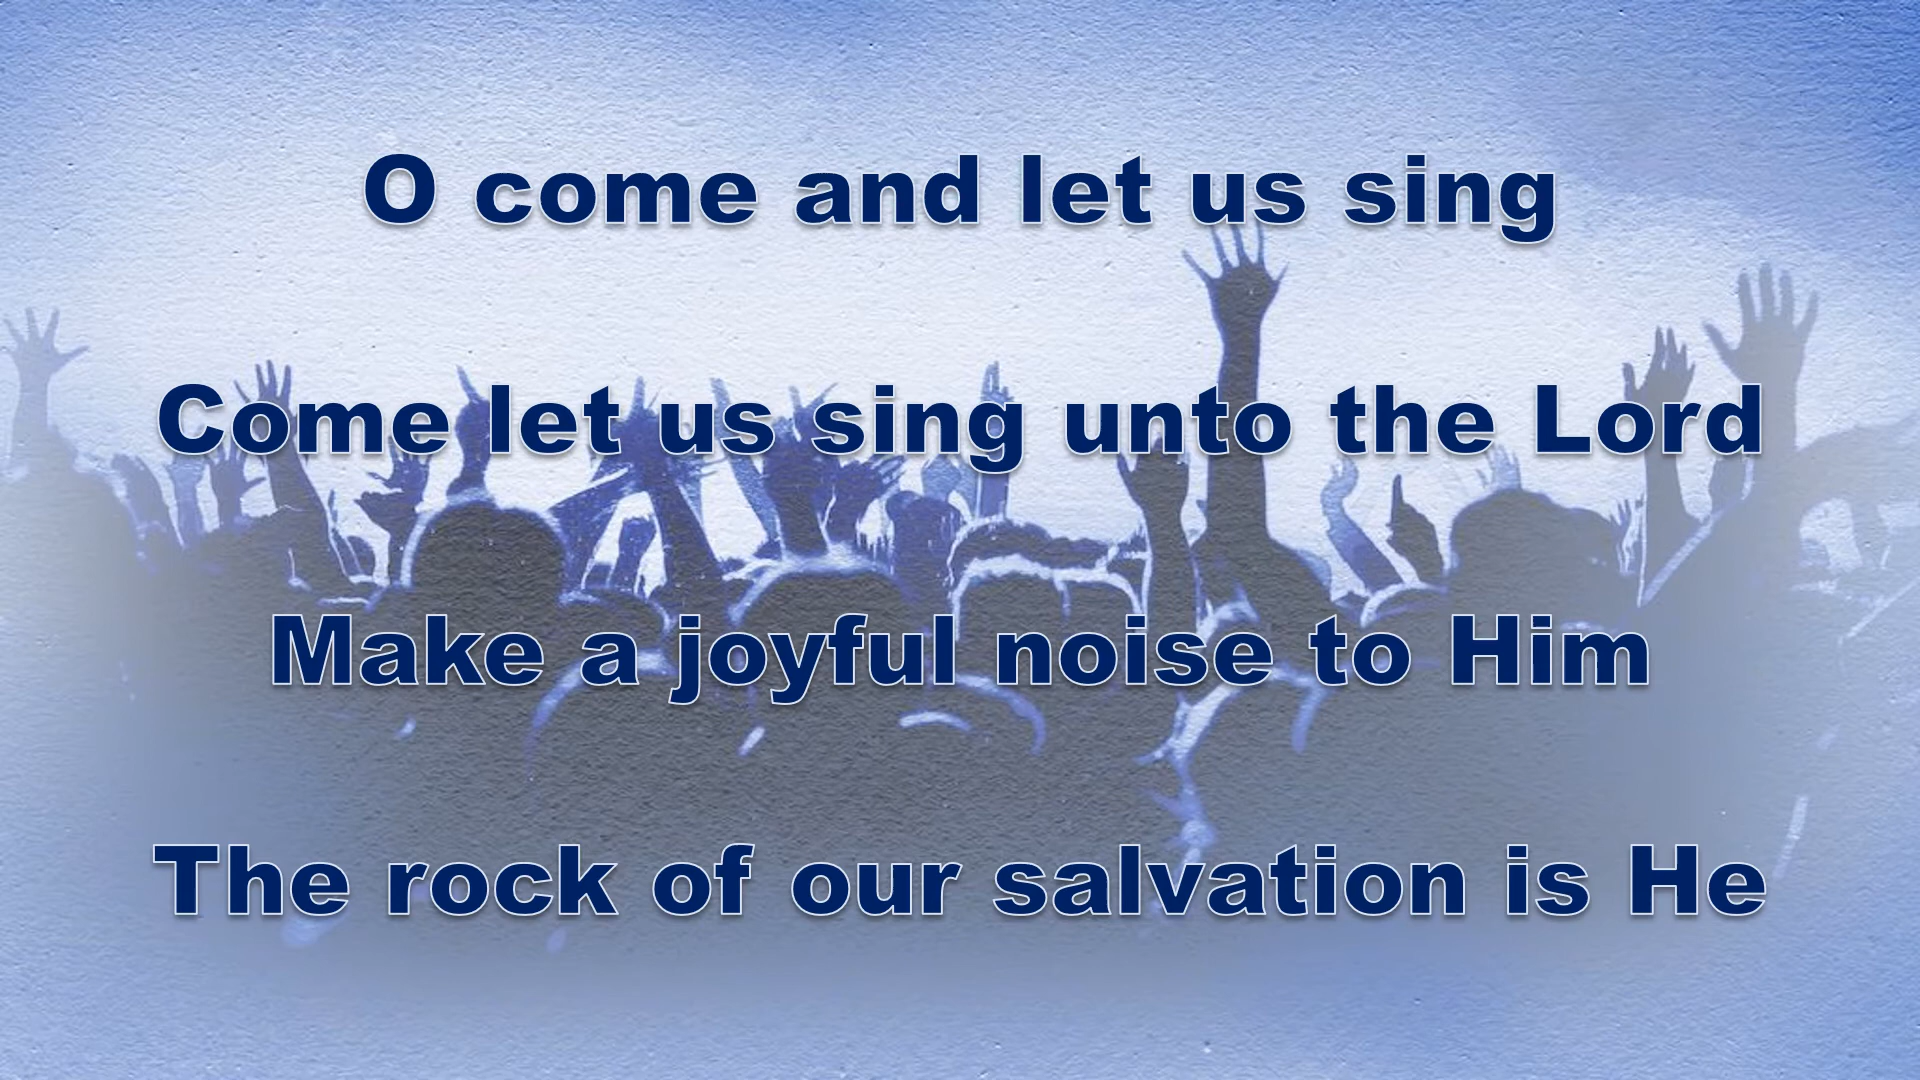 O come and let us sing
Come let us sing unto the Lord
Make a joyful noise to Him
The rock of our salvation is He